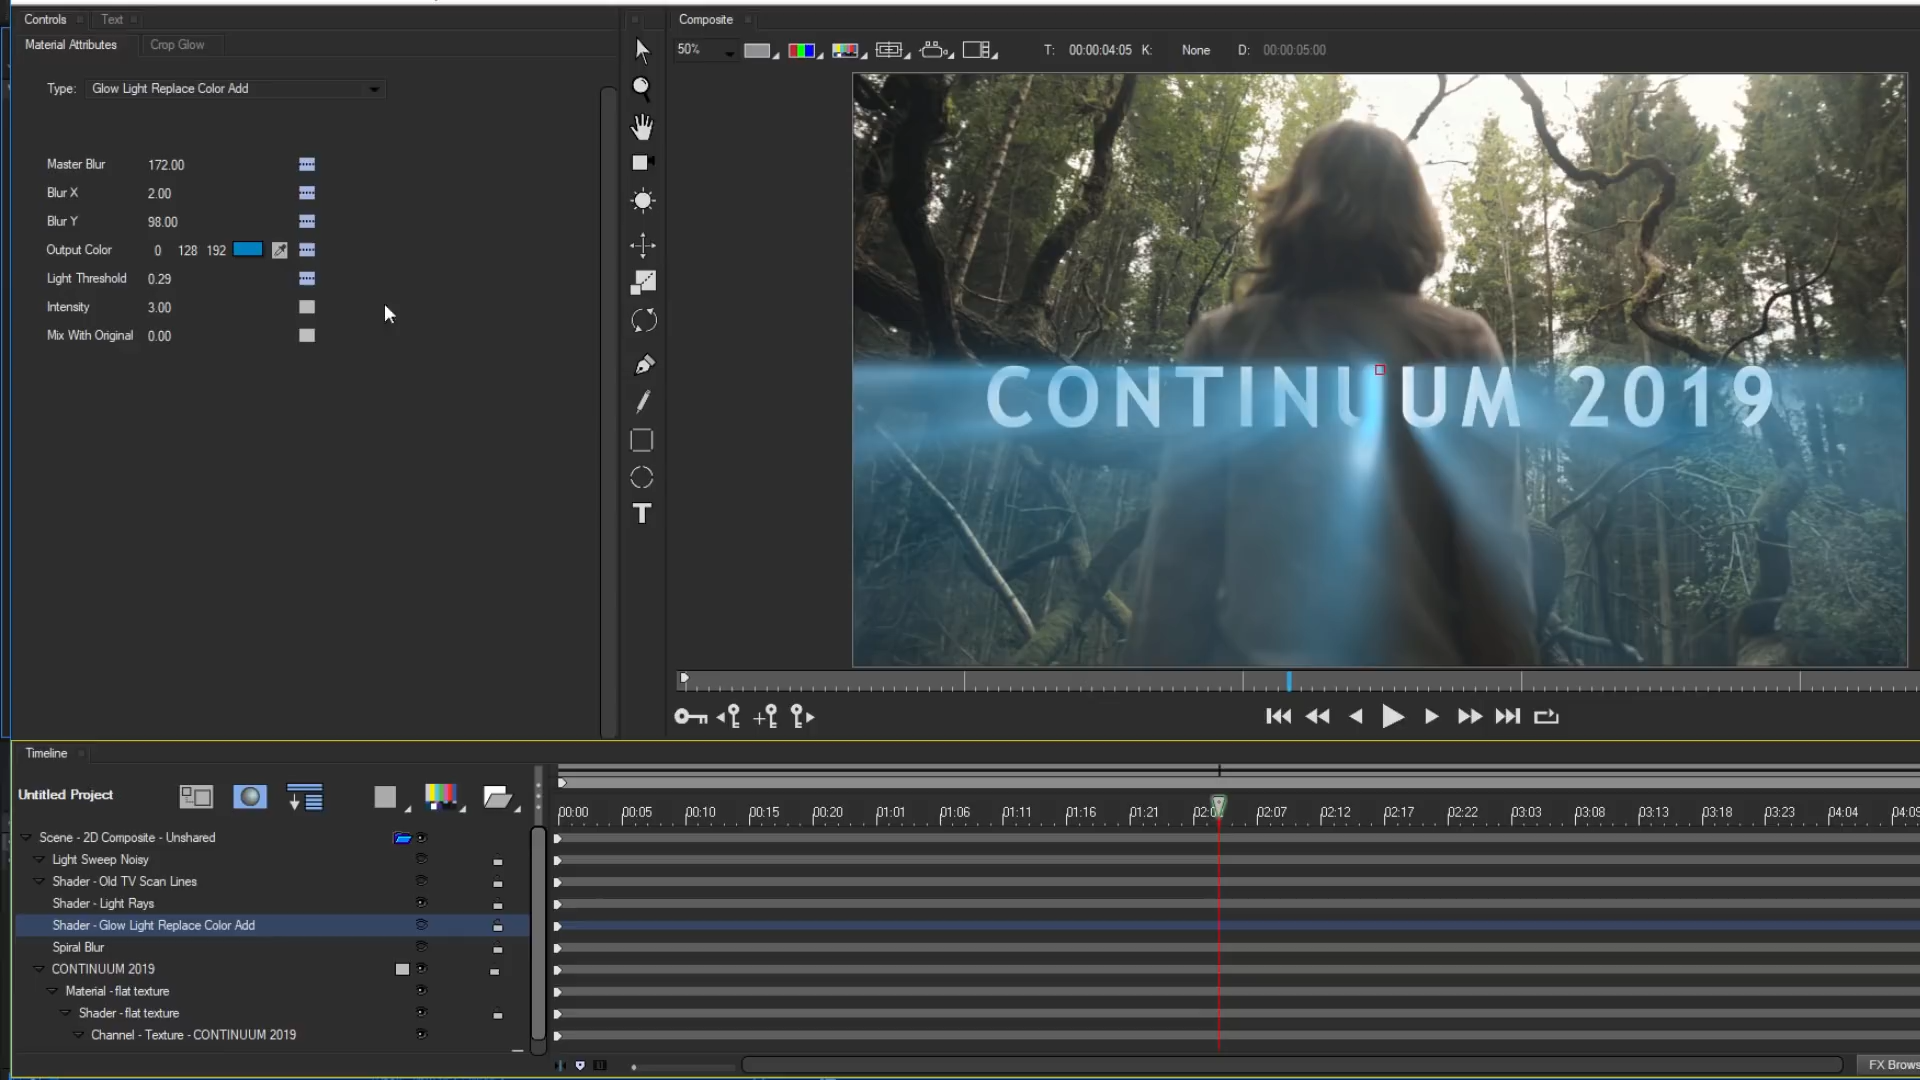 Controls Text
Composite
Material Attributes Crop Glow
50% T: 00:00:04:05 K: None D: 00:00:05:00
Type: Glow Light Replace Color Add
Master Blur 172.00
Blur X 2.00
Blur Y 98.00
Output Color 0 128 192
Light Threshold 0.29
Intensity 3.00
Mix With Original 0.00
CONTINUUM 2019
T
Timeline
Untitled Project
00:00 00:05 00:10 00:15 00:20 01:01 01:06 01:11 01:16 01:21 02:07 02:12 02:17 02:22 03:03 03:08 03:13 03:18 03:23 04:04 04:09
Scene - 2D Composite - Unshared
Light Sweep Noisy
Shader - Old TV Scan Lines
Shader - Light Rays
Shader - Glow Light Replace Color Add
Spiral Blur
CONTINUUM 2019
Material - flat texture
Shader - flat texture
Channel - Texture - CONTINUUM 2019
FX Brows